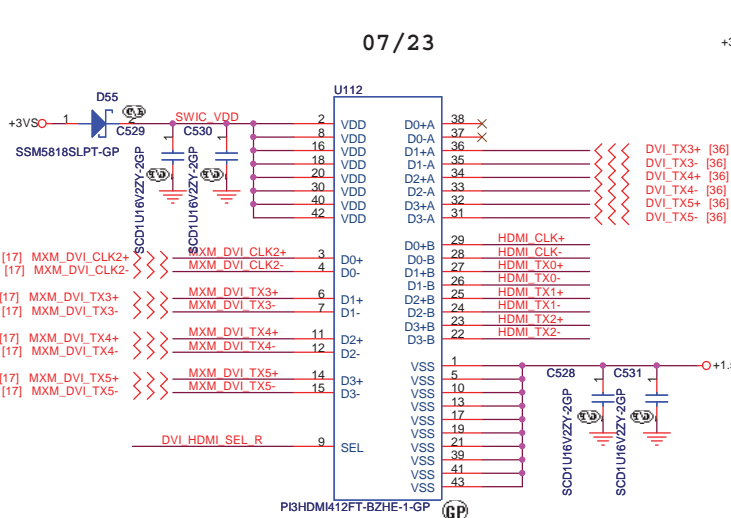 07/23
+3
U112
D55
+3VS
1
2
SWIC_VDD
C529
C530
SSM5818SLPT-GP
SCD1U16V2ZY-2GP
SCD1U16V2ZY-2GP
2 VDD
8 VDD
16 VDD
18 VDD
20 VDD
30 VDD
40 VDD
42 VDD
D0+A 38
D0-A 37
D1+A 36 DVI_TX3+ [36]
D1-A 35 DVI_TX3- [36]
D2+A 34 DVI_TX4+ [36]
D2-A 33 DVI_TX4- [36]
D3+A 32 DVI_TX5+ [36]
D3-A 31 DVI_TX5- [36]
[17] MXM_DVI_CLK2+ MXM_DVI_CLK2+ 3 D0+
[17] MXM_DVI_CLK2- MXM_DVI_CLK2- 4 D0-
[17] MXM_DVI_TX3+ MXM_DVI_TX3+ 6 D1+
[17] MXM_DVI_TX3- MXM_DVI_TX3- 7 D1-
[17] MXM_DVI_TX4+ MXM_DVI_TX4+ 11 D2+
[17] MXM_DVI_TX4- MXM_DVI_TX4- 12 D2-
[17] MXM_DVI_TX5+ MXM_DVI_TX5+ 14 D3+
[17] MXM_DVI_TX5- MXM_DVI_TX5- 15 D3-
D0+B 29 HDMI_CLK+
D0-B 28 HDMI_CLK-
D1+B 27 HDMI_TX0+
D1-B 26 HDMI_TX0-
D2+B 25 HDMI_TX1+
D2-B 24 HDMI_TX1-
D3+B 23 HDMI_TX2+
D3-B 22 HDMI_TX2-
DVI_HDMI_SEL_R 9 SEL
VSS 1
VSS 5
VSS 10
VSS 13
VSS 17
VSS 19
VSS 21
VSS 39
VSS 41
VSS 43
C528
C531
+1.5
1
1
SCD1U16V2ZY-2GP
SCD1U16V2ZY-2GP
PI3HDMI412FT-BZHE-1-GP
GP